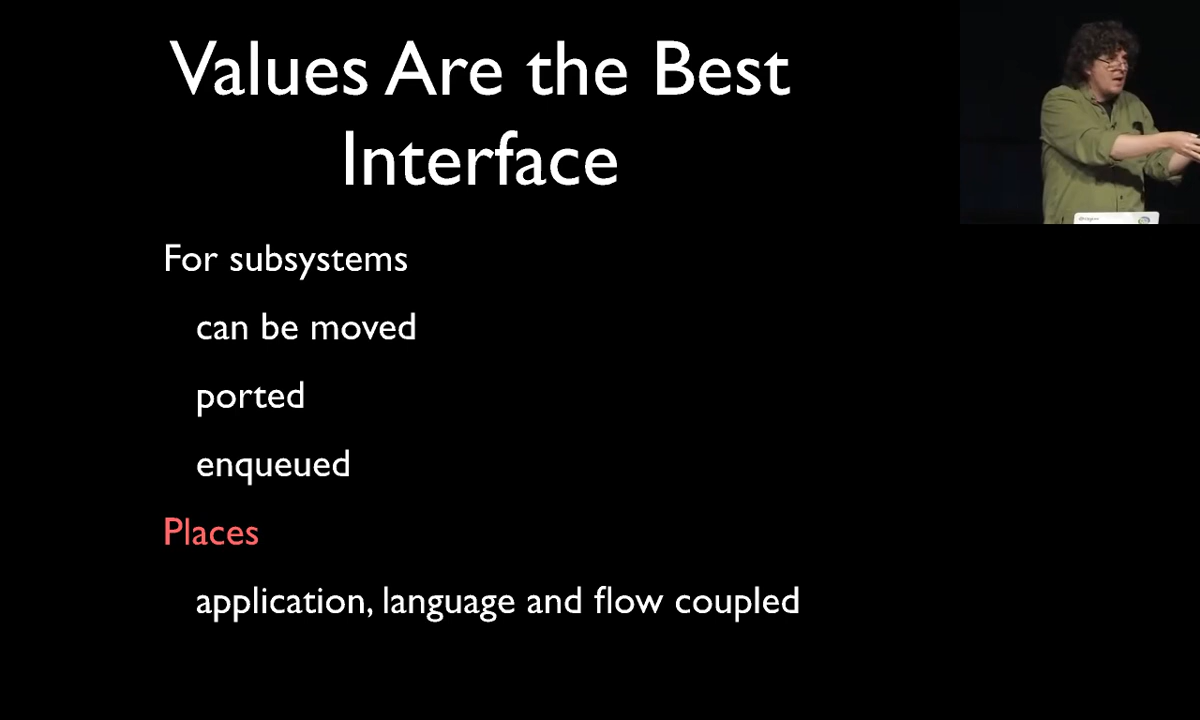 Values Are the Best
Interface
For subsystems
can be moved
ported
enqueued
Places
application, language and flow coupled